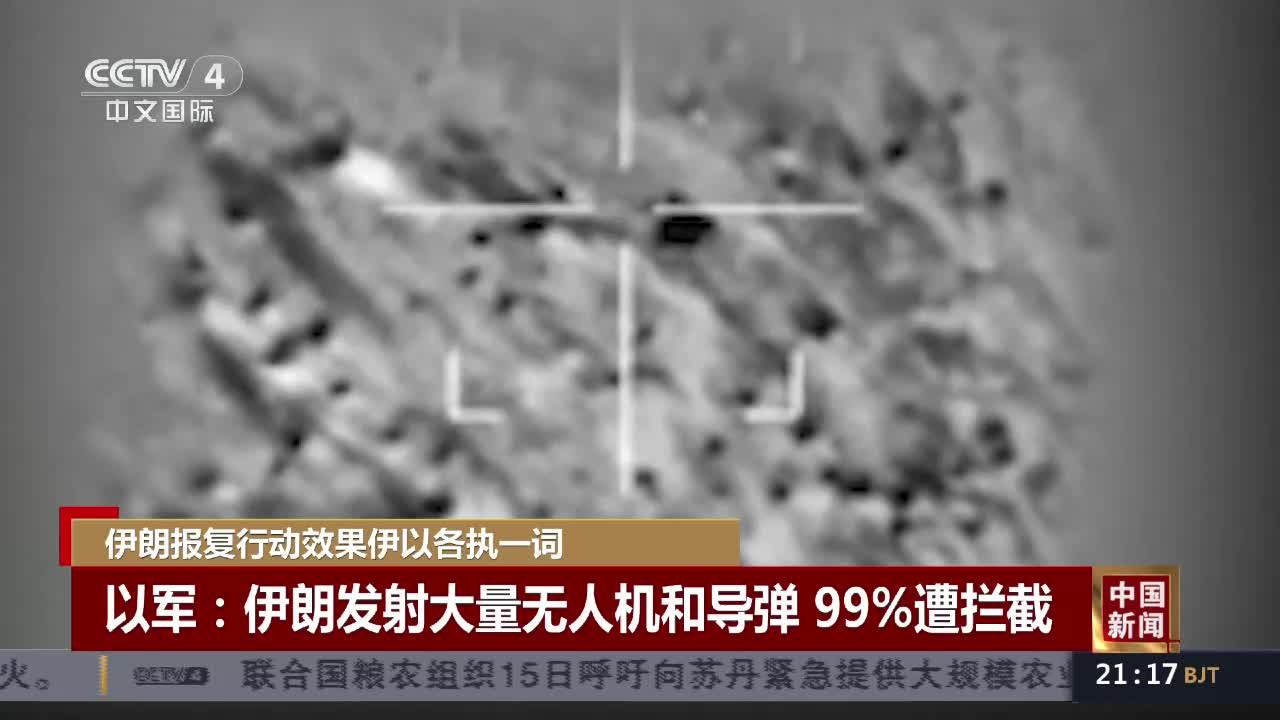 CCTV 4
中文国际
伊朗报复行动效果伊以各执一词
以军：伊朗发射大量无人机和导弹 99%遭拦截
中国
新闻
火。 CCTV 4 联合国粮农组织15日呼吁向苏丹紧急提供大规模农
21:17 BJT